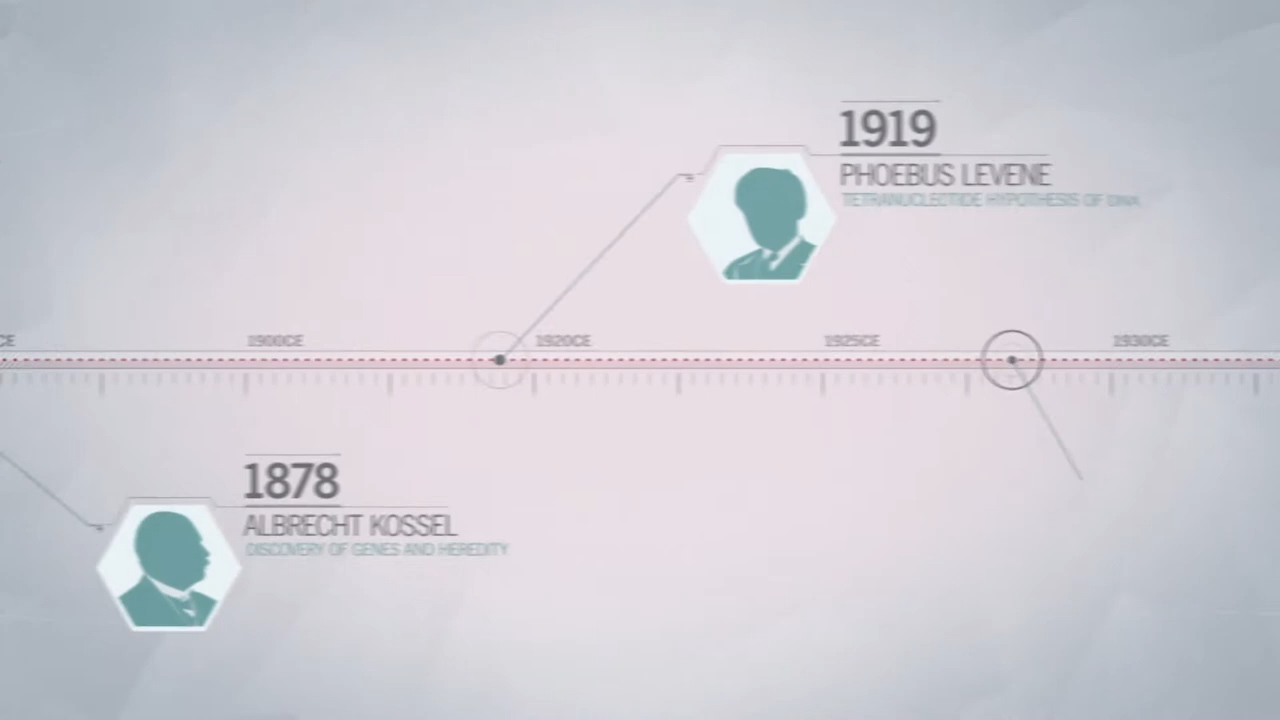 1919
PHOEBUS LEVENE
TETRANUCLEOTIDE HYPOTHESIS OF DNA
CE
1900CE
1920CE
1925CE
1930CE
1878
ALBRECHT KOSSEL
DISCOVERY OF GENES AND HEREDITY